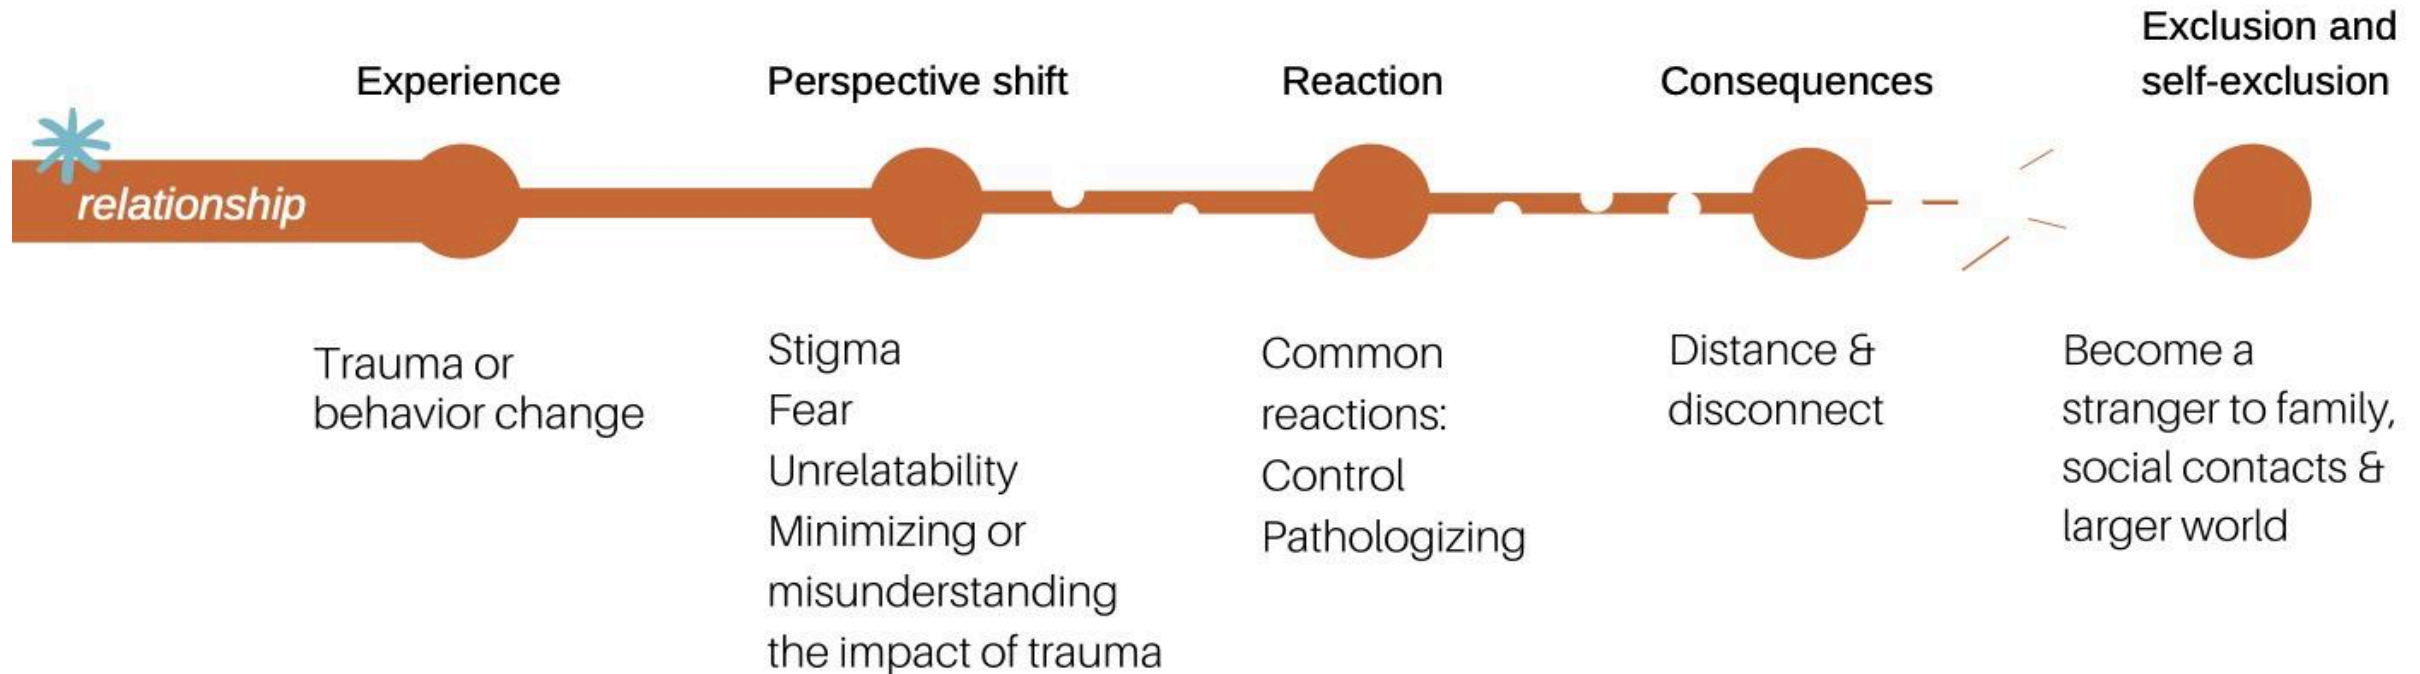 relationship
Experience
Trauma or
behavior change
Perspective shift
Stigma
Fear
Unrelatability
Minimizing or
misunderstanding
the impact of trauma
Reaction
Common
reactions:
Control
Pathologizing
Consequences
Distance &
disconnect
Exclusion and
self-exclusion
Become a
stranger to family,
social contacts &
larger world